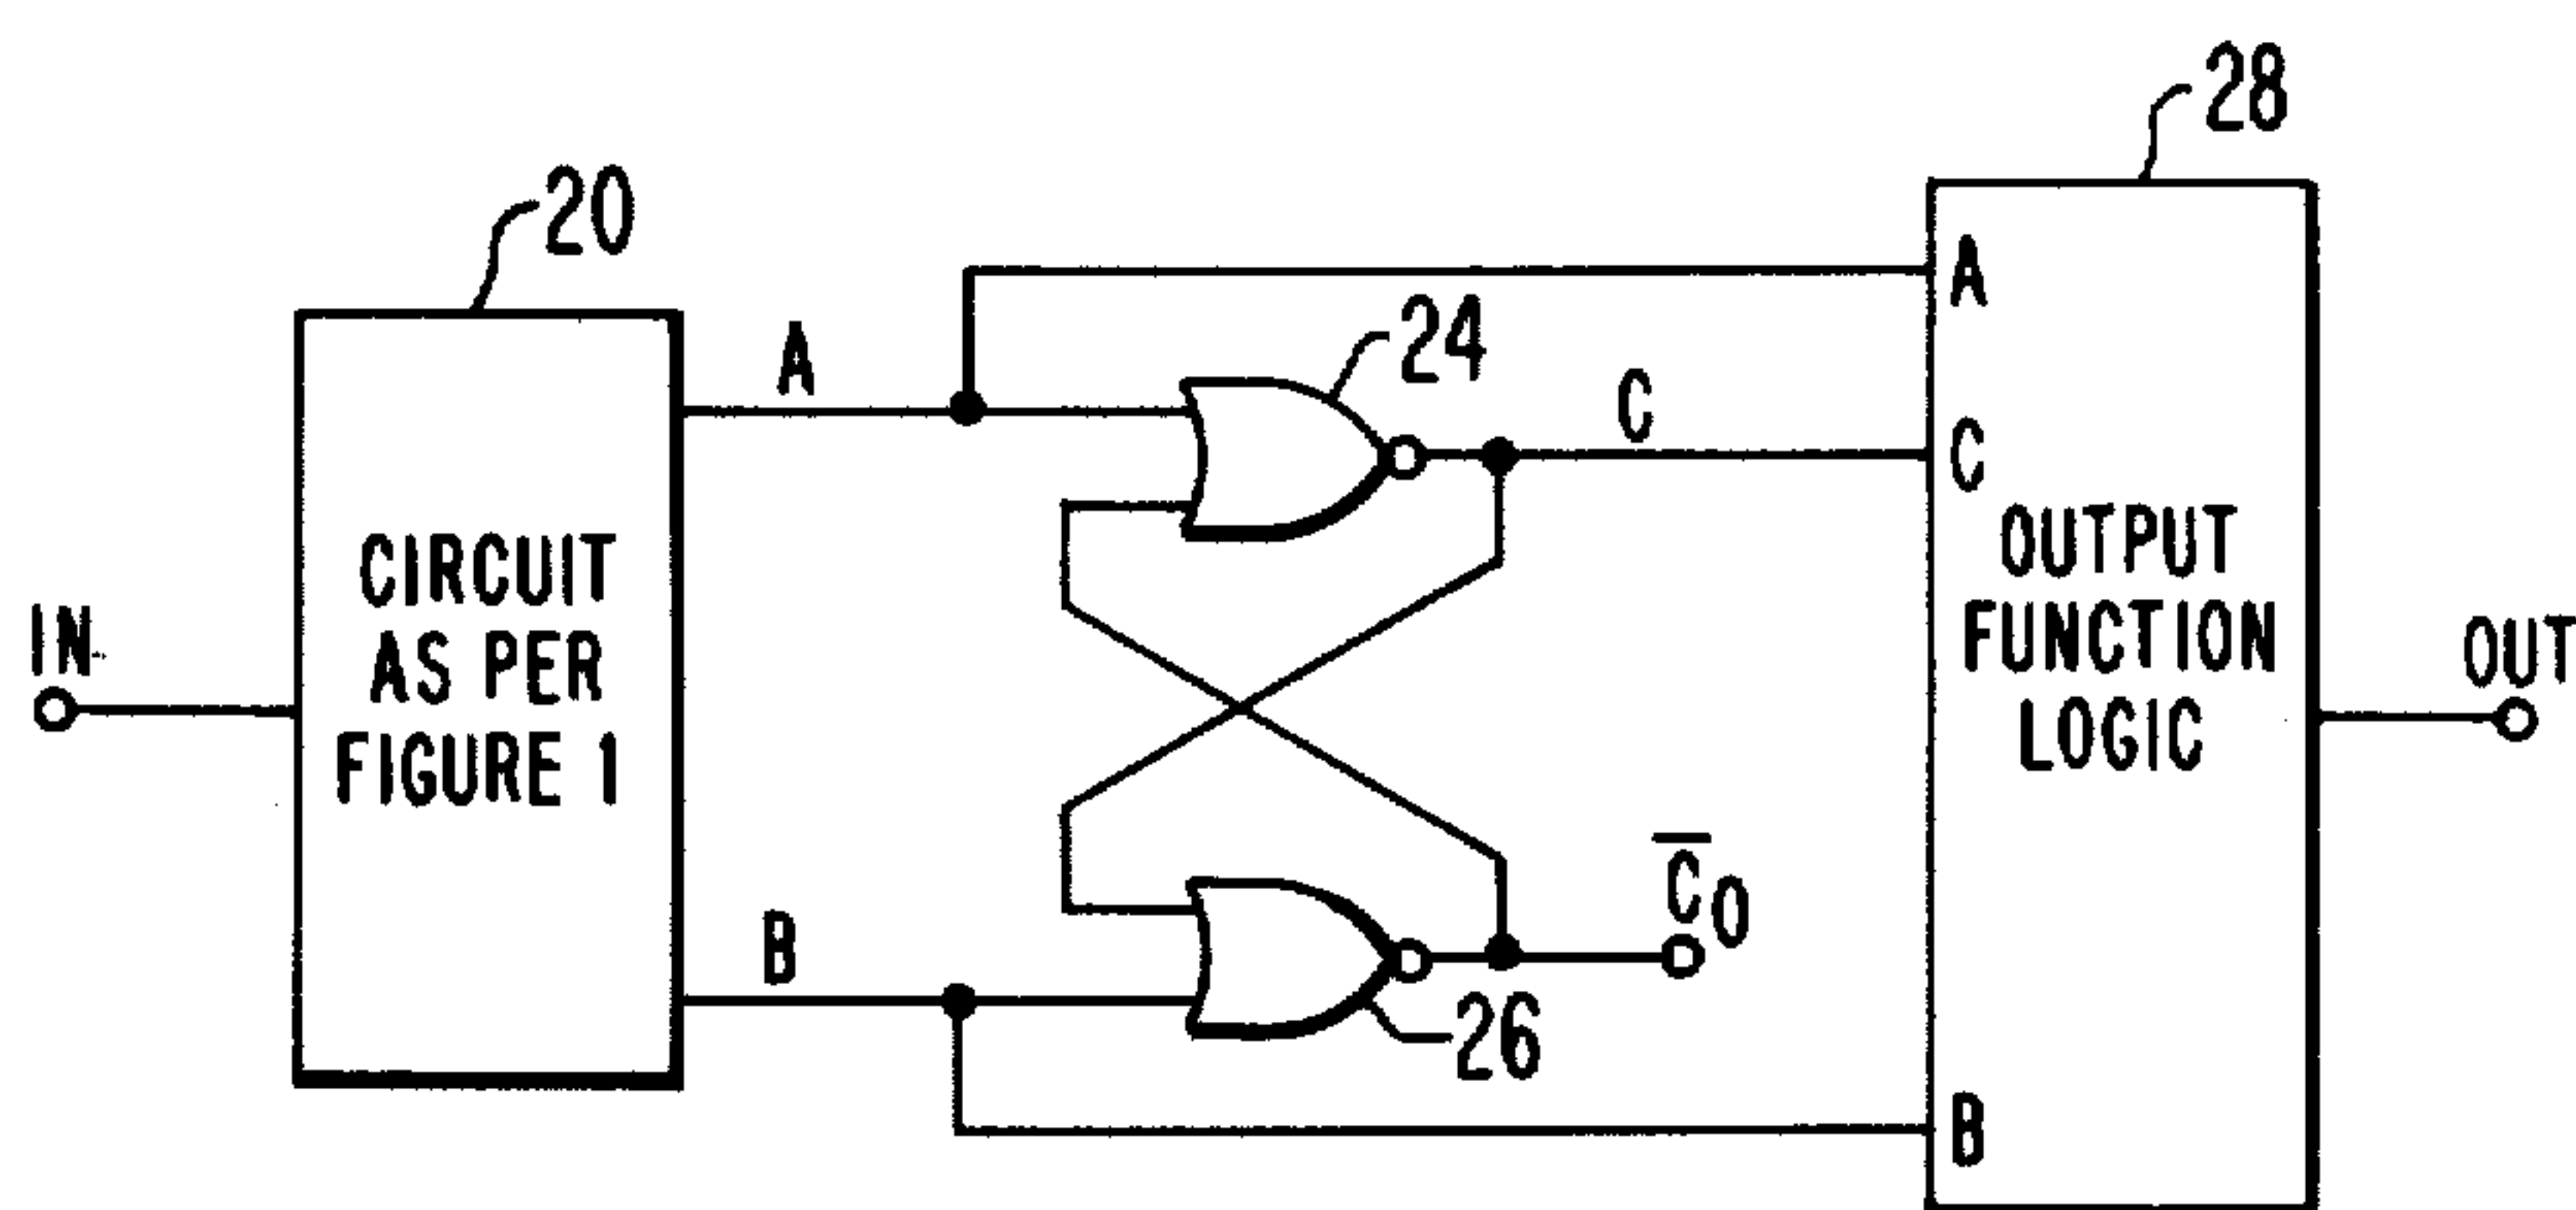 28
20
A
24
A
C
C
CIRCUIT
AS PER
FIGURE 1
OUTPUT
FUNCTION
LOGIC
IN
OUT
C̅0
B
26
B